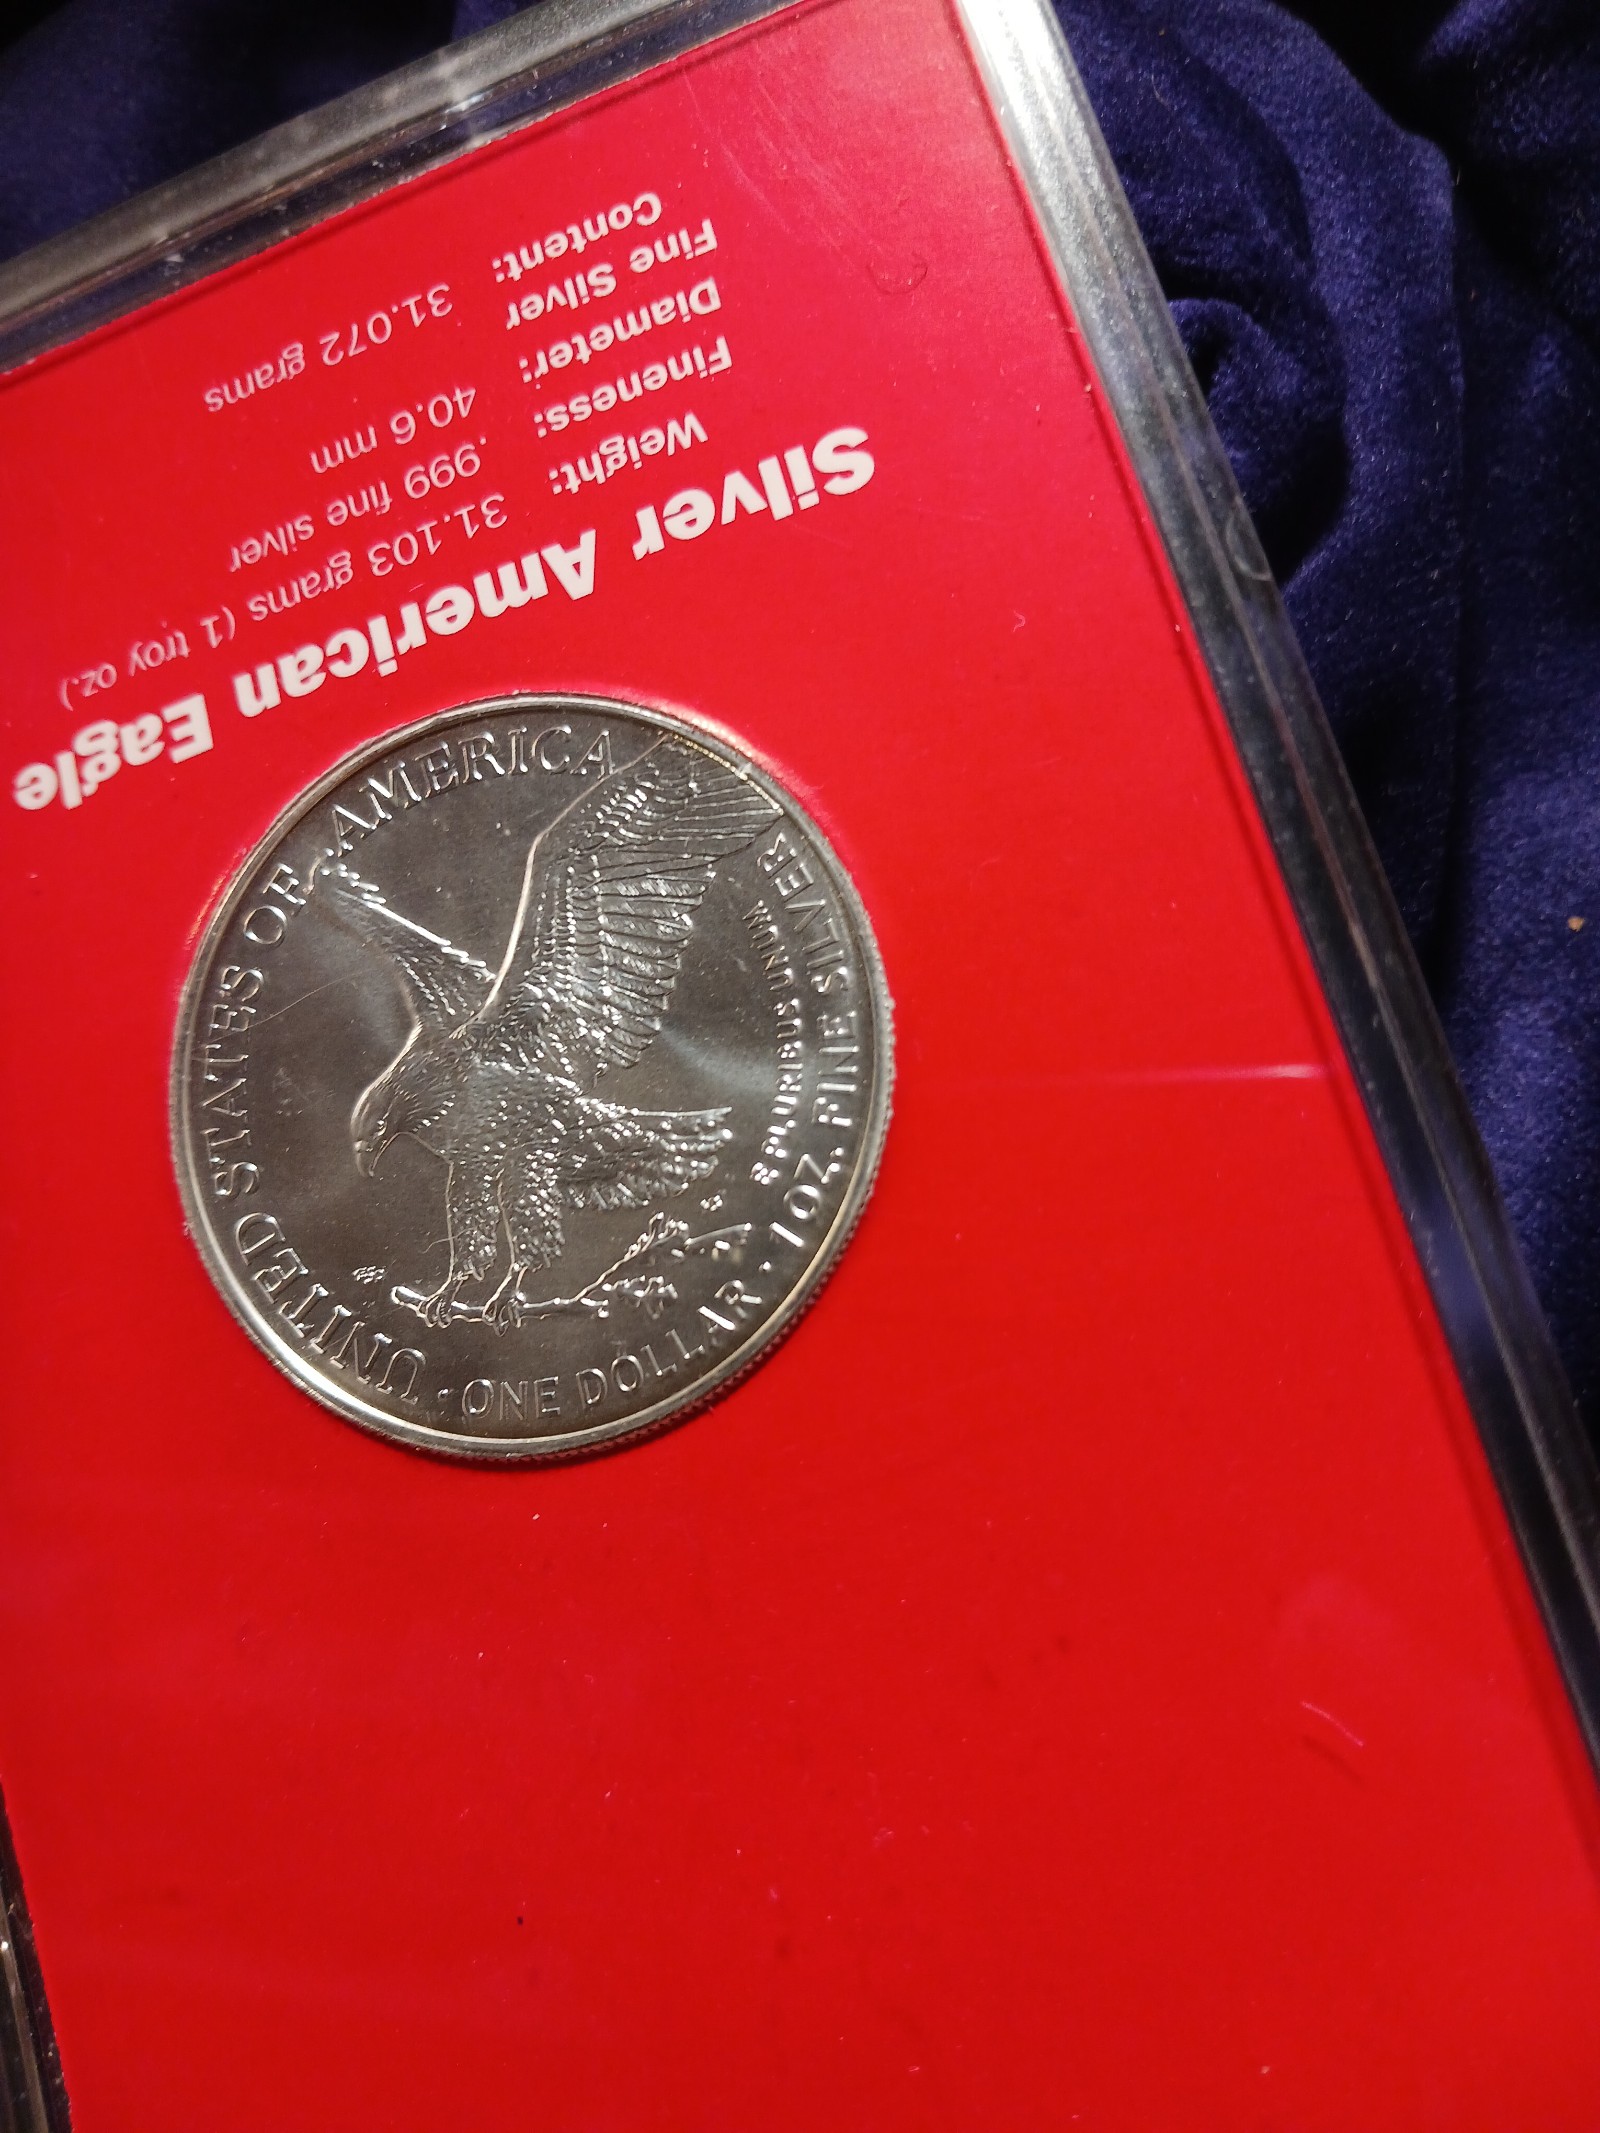 Silver American Eagle
Weight: 31.103 grams (1 troy oz.)
Fineness: .999 fine silver
Diameter: 40.6 mm
Fine Silver
Content: 31.072 grams
UNITED STATES OF AMERICA
E PLURIBUS UNUM
1 OZ. FINE SILVER
· ONE DOLLAR ·